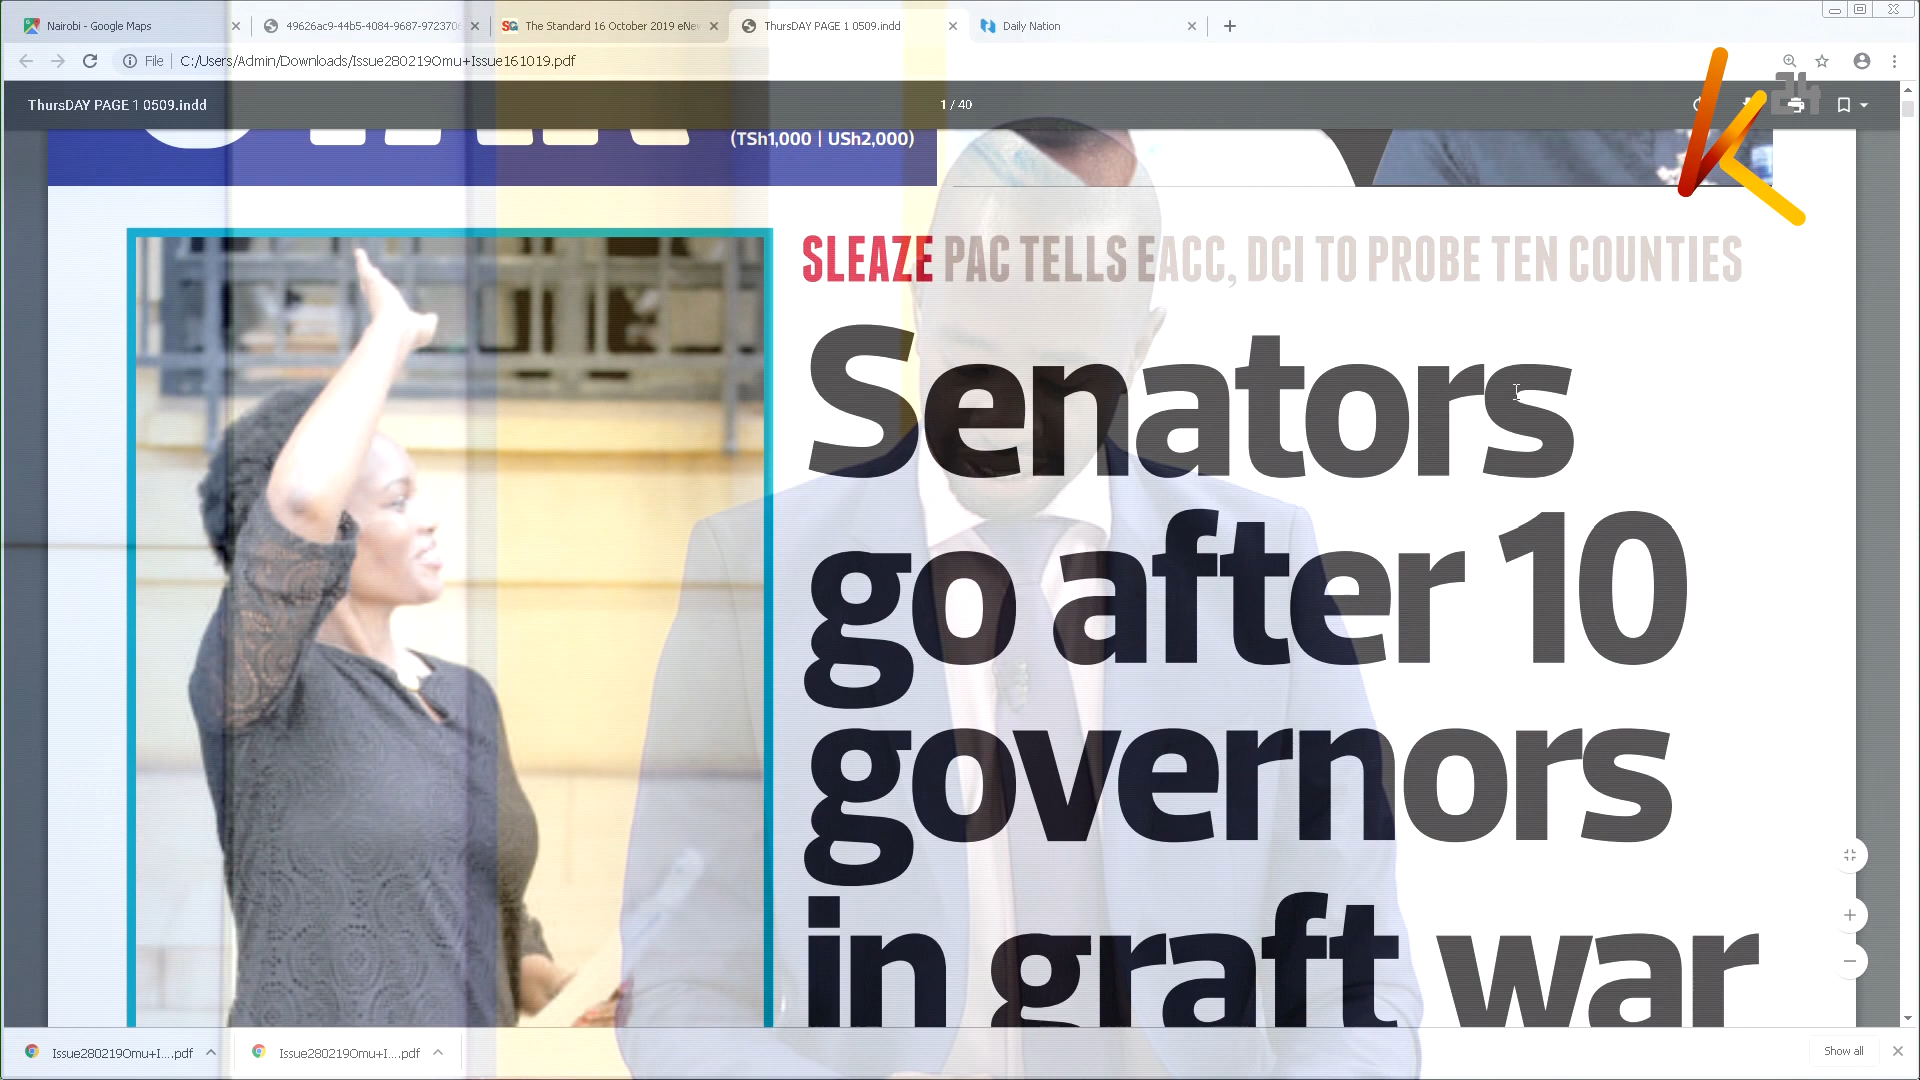 Nairobi - Google Maps
49626ac9-44b5-4084-9687-972370
The Standard 16 October 2019 eNe
ThursDAY PAGE 1 0509.indd
Daily Nation
File
C:/Users/Admin/Downloads/Issue280219Omu+Issue161019.pdf
ThursDAY PAGE 1 0509.indd
1 / 40
24
(TSh1,000 | USh2,000)
SLEAZE PAC TELLS EACC, DCI TO PROBE TEN COUNTIES
Senators
go after 10
governors
in graft war
Issue280219Omu+I....pdf
Issue280219Omu+I....pdf
Show all